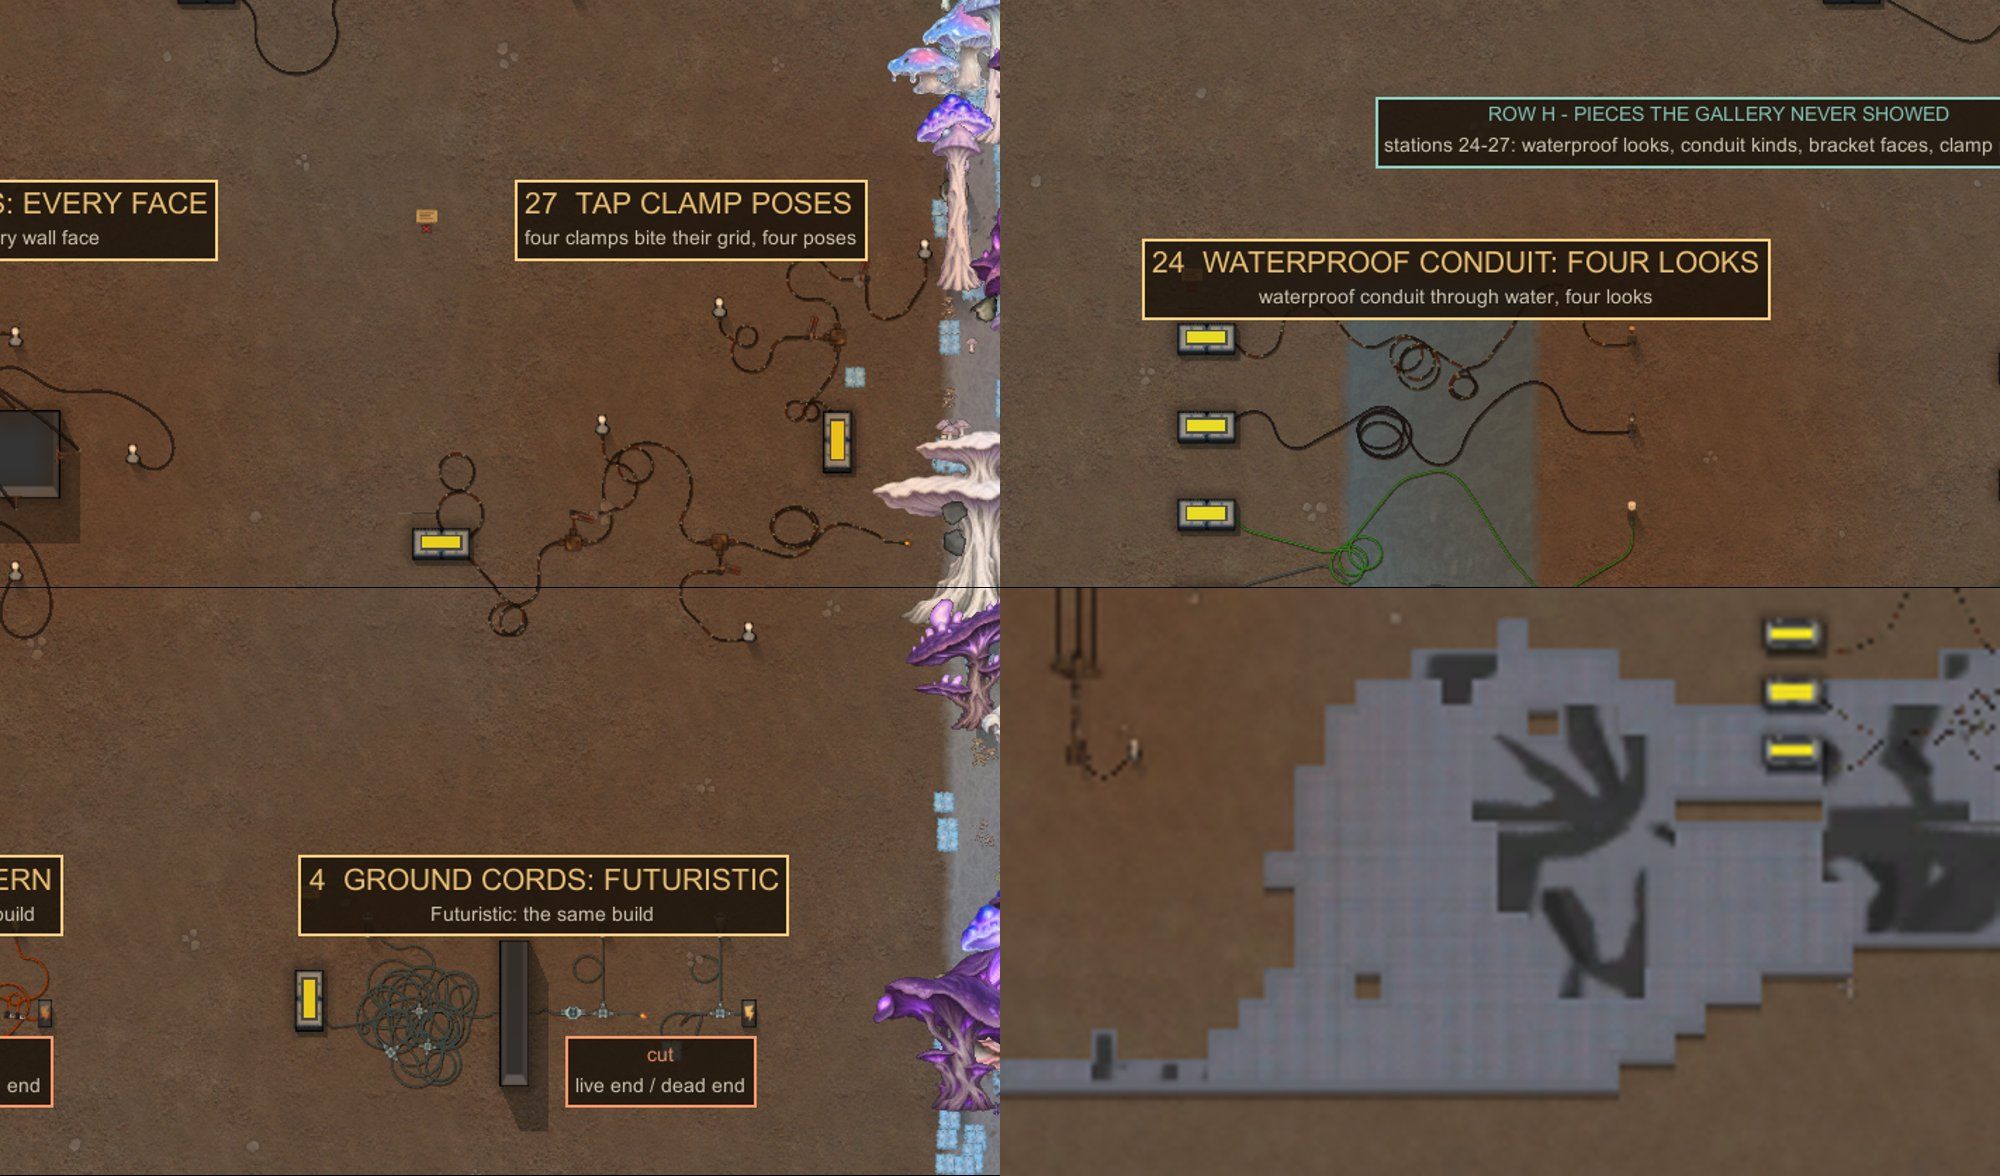 S: EVERY FACE
ry wall face
27 TAP CLAMP POSES
four clamps bite their grid, four poses
ROW H - PIECES THE GALLERY NEVER SHOWED
stations 24-27: waterproof looks, conduit kinds, bracket faces, clamp
24 WATERPROOF CONDUIT: FOUR LOOKS
waterproof conduit through water, four looks
ERN
build
end
4 GROUND CORDS: FUTURISTIC
Futuristic: the same build
cut
live end / dead end